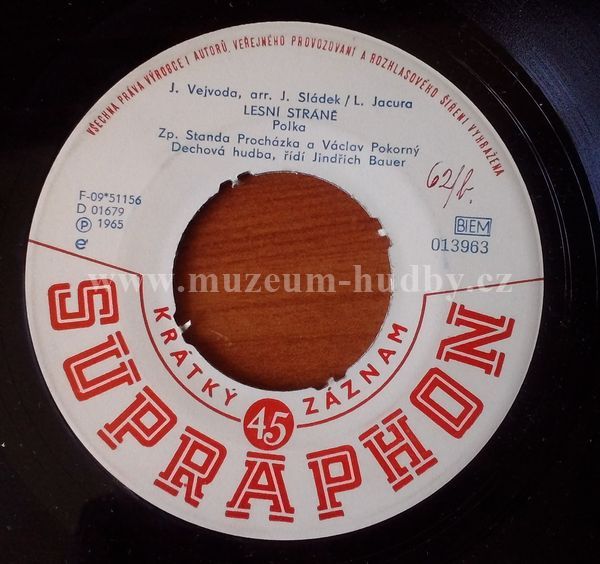 VŠECHNA PRÁVA VÝROBCE I AUTORŮ, VEŘEJNÉHO PROVOZOVÁNÍ A ROZHLASOVÉHO ŠÍŘENÍ VYHRAŽENA
J. Vejvoda, arr. J. Sládek / L. Jacura
LESNÍ STRÁNĚ
Polka
Zp. Standa Procházka a Václav Pokorný
Dechová hudba, řídí Jindřich Bauer
62/b.
F-09*51156
D 01679
Ⓟ 1965
e
BIEM
013963
www.muzeum-hudby.cz
KRÁTKÝ 45 ZÁZNAM
SUPRAPHON